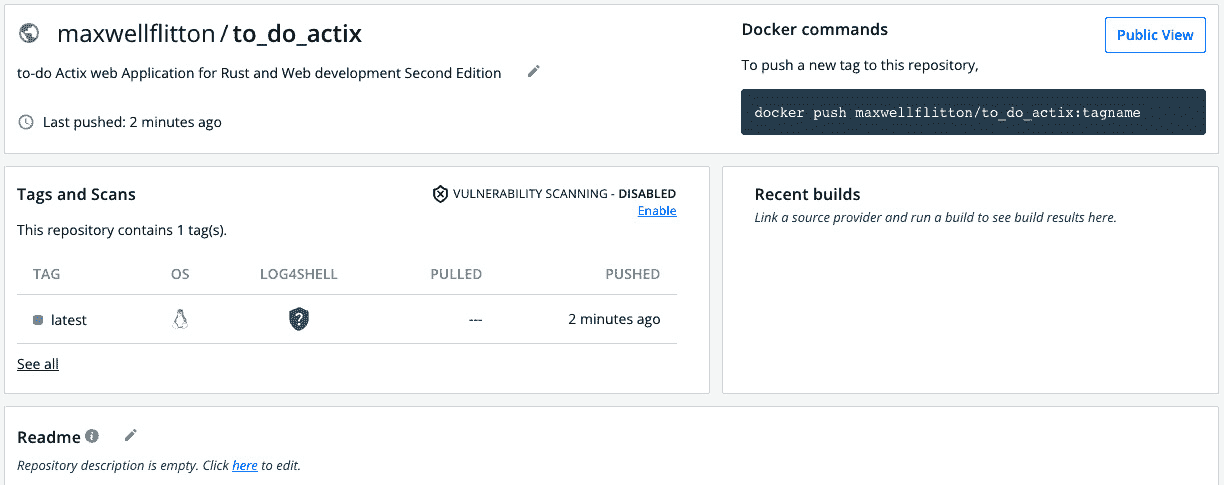 maxwellflitton / to_do_actix
to-do Actix web Application for Rust and Web development Second Edition
Last pushed: 2 minutes ago
Docker commands
Public View
To push a new tag to this repository,
docker push maxwellflitton/to_do_actix:tagname
Tags and Scans
VULNERABILITY SCANNING - DISABLED
Enable
This repository contains 1 tag(s).
TAG OS LOG4SHELL PULLED PUSHED
latest ? --- 2 minutes ago
See all
Recent builds
Link a source provider and run a build to see build results here.
Readme
Repository description is empty. Click here to edit.